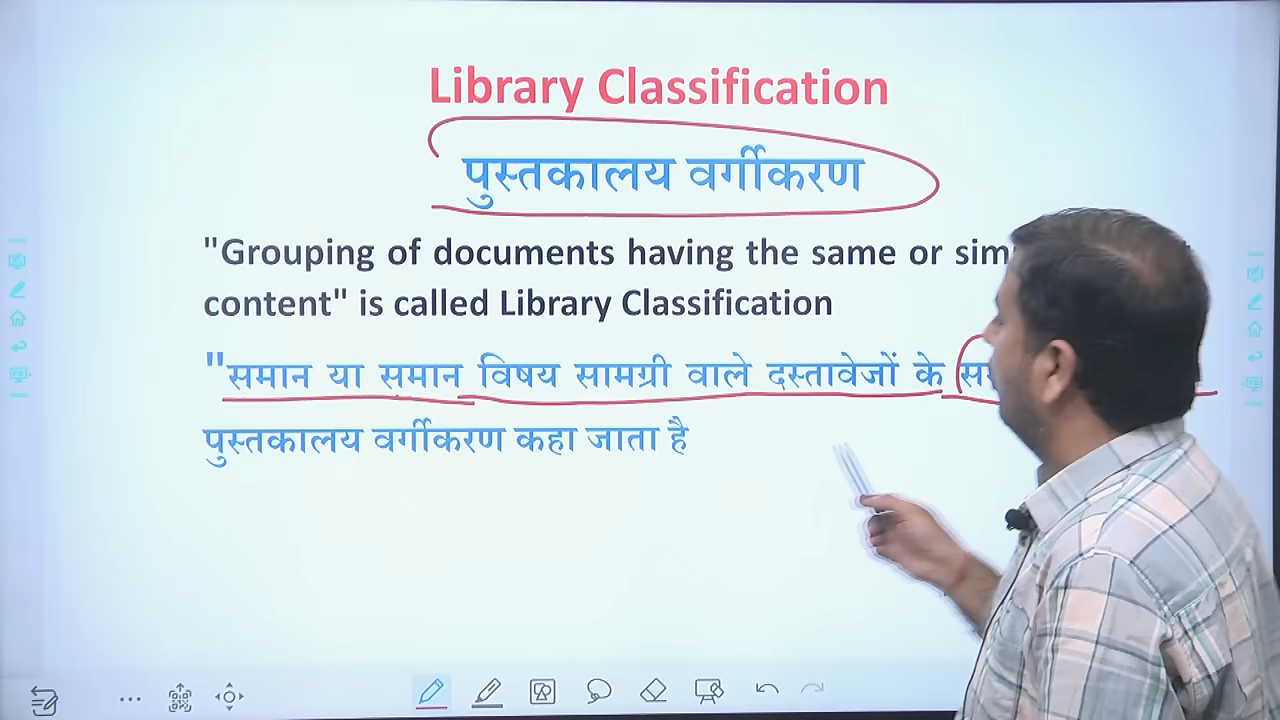 Library Classification
पुस्तकालय वर्गीकरण
"Grouping of documents having the same or
content" is called Library Classification
"समान या समान विषय सामग्री वाले दस्तावेजों के
पुस्तकालय वर्गीकरण कहा जाता है